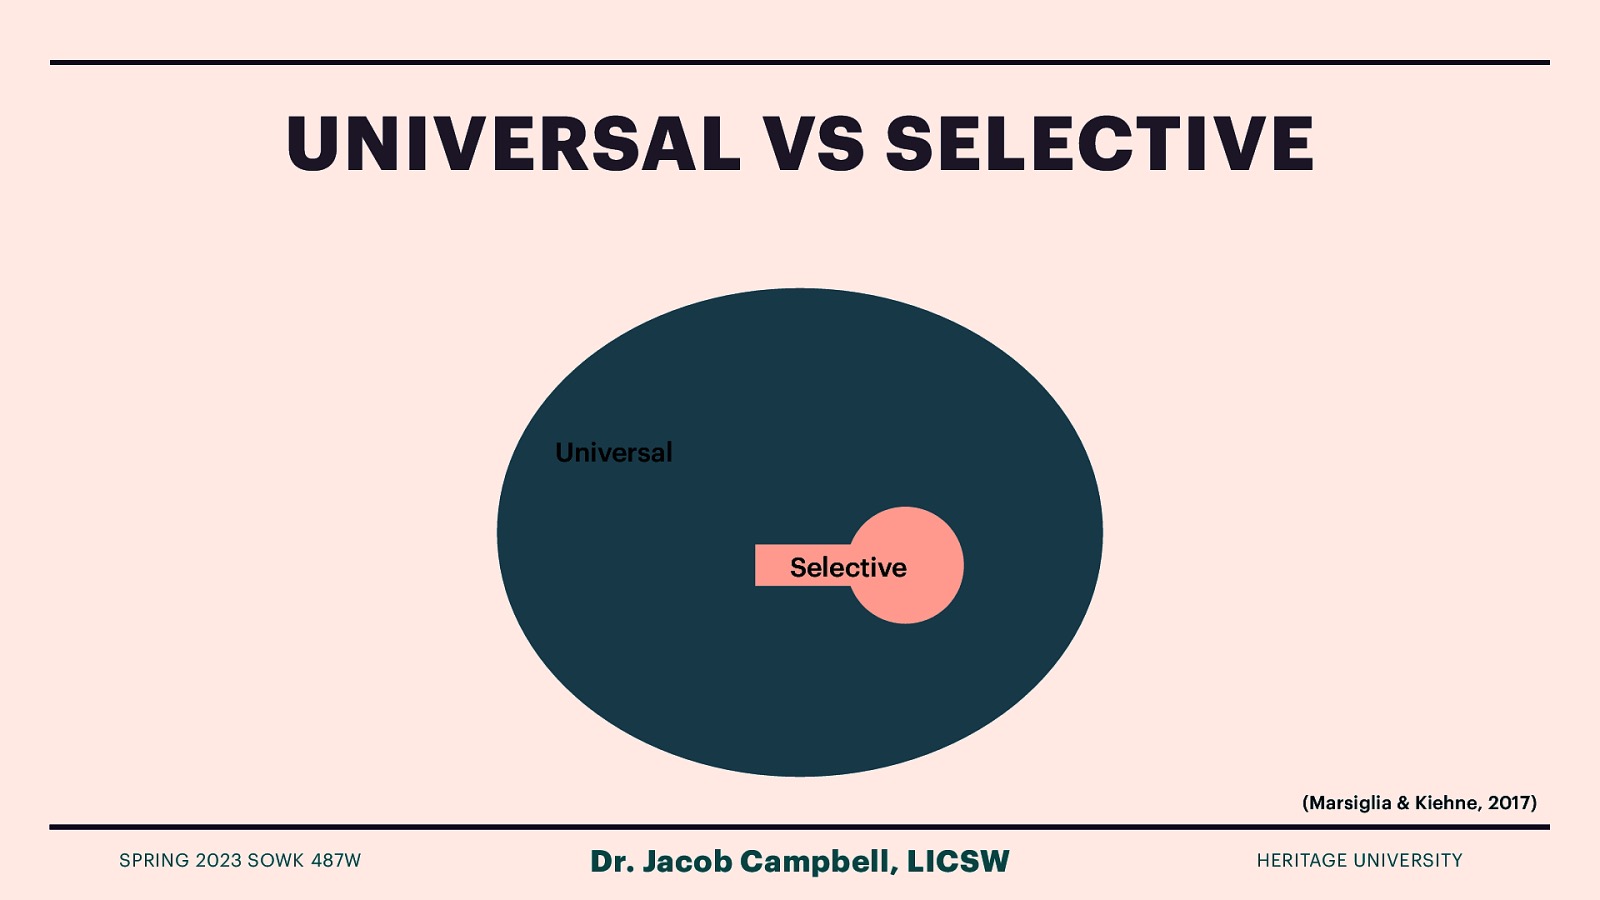 UNIVERSAL VS SELECTIVE
Universal
Selective
(Marsiglia & Kiehne, 2017)
SPRING 2023 SOWK 487W
Dr. Jacob Campbell, LICSW
HERITAGE UNIVERSITY